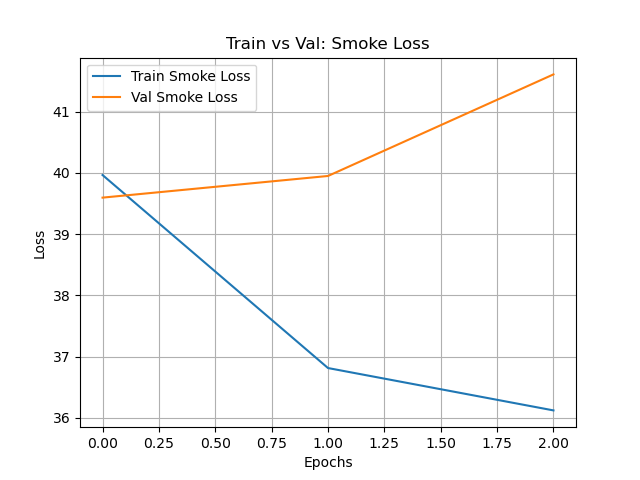 Train vs Val: Smoke Loss
Train Smoke Loss
Val Smoke Loss
41
40
39
38
37
36
Loss
0.00 0.25 0.50 0.75 1.00 1.25 1.50 1.75 2.00
Epochs